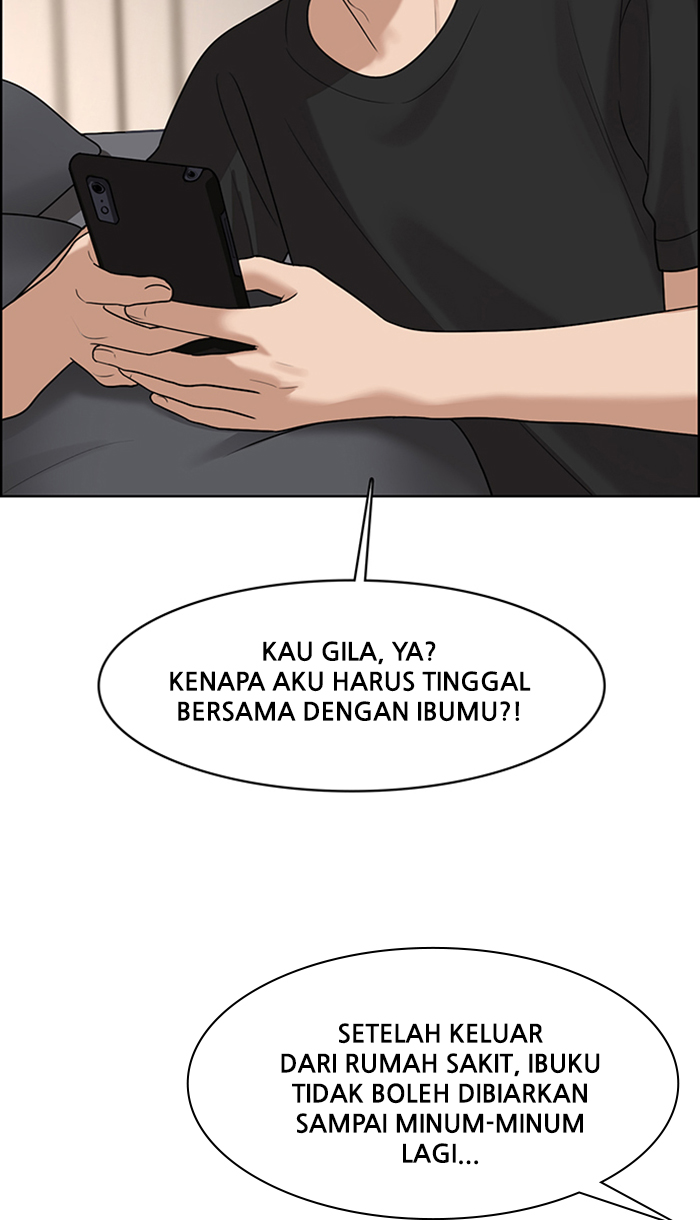 KAU GILA, YA?
KENAPA AKU HARUS TINGGAL
BERSAMA DENGAN IBUMU?!
SETELAH KELUAR
DARI RUMAH SAKIT, IBUKU
TIDAK BOLEH DIBIARKAN
SAMPAI MINUM-MINUM
LAGI...